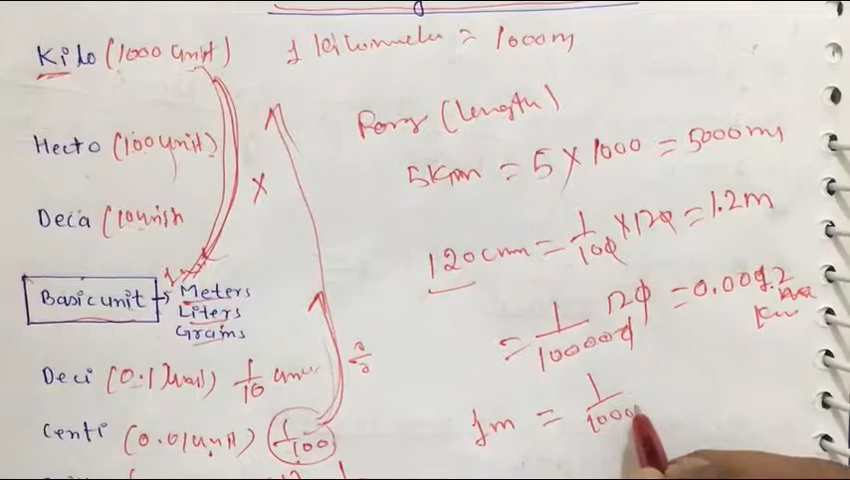 Kilo (1000 unit) 1 kilometer = 1000m
(length)
Hecto (100 unit)
5Km = 5 × 1000 = 5000m
Deca (10 unit)
120cm = 1/100 × 120 = 1.2m
Basic unit → Meters
Liters
Grams
= 1/100000 120 = 0.00
Km
Deci (0.1 unit) 1/10 unit
1m = 1/1000
Centi (0.01 unit) 1/100